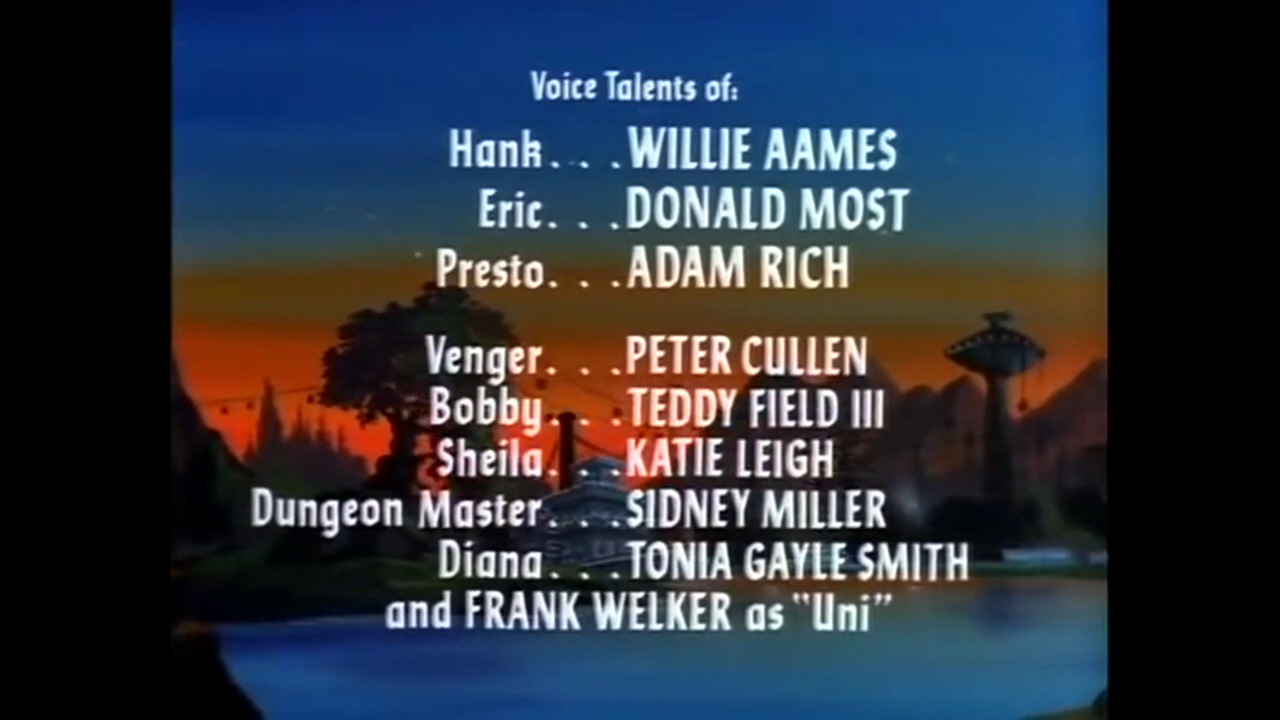 Voice Talents of:
Hank. . .WILLIE AAMES
Eric. . .DONALD MOST
Presto. . .ADAM RICH
Venger. . .PETER CULLEN
Bobby. . .TEDDY FIELD III
Sheila. . .KATIE LEIGH
Dungeon Master. . .SIDNEY MILLER
Diana. . .TONIA GAYLE SMITH
and FRANK WELKER as "Uni"